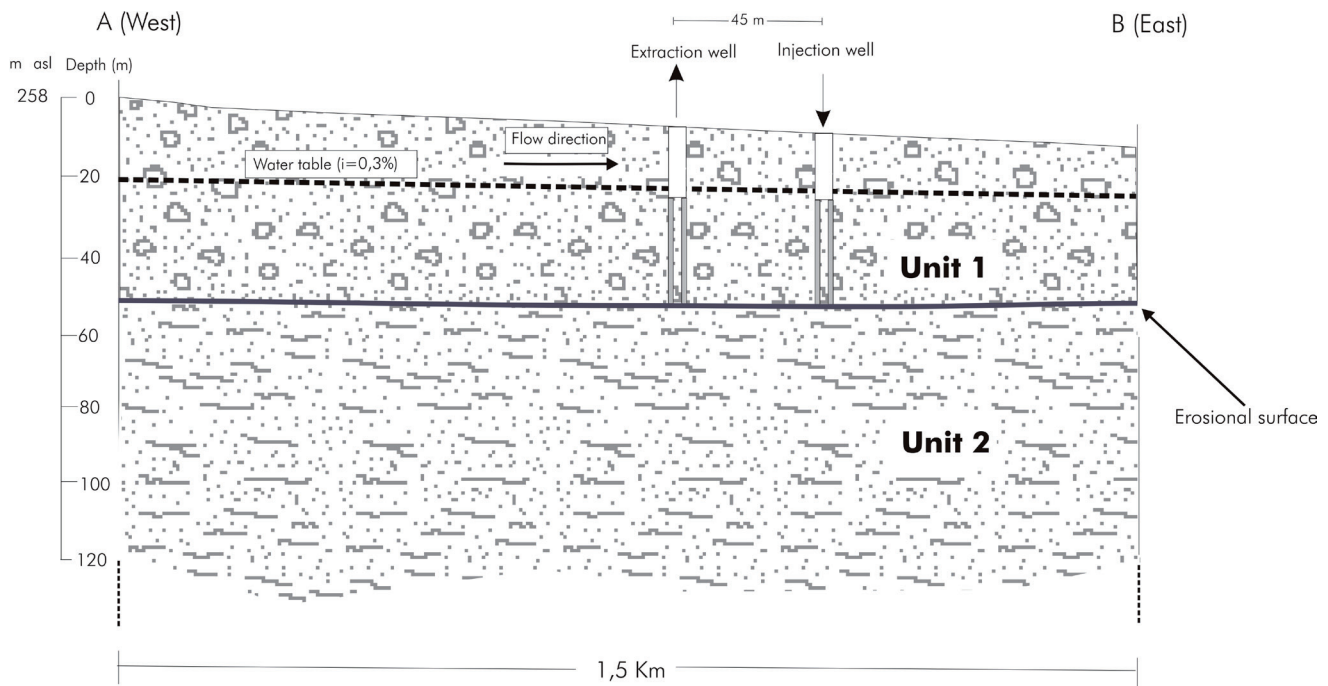 A (West)
45 m
B (East)
Extraction well
Injection well
m asl
Depth (m)
258
0
Flow direction
Water table (i=0,3%)
20
40
Unit 1
60
80
Erosional surface
Unit 2
100
120
1,5 Km